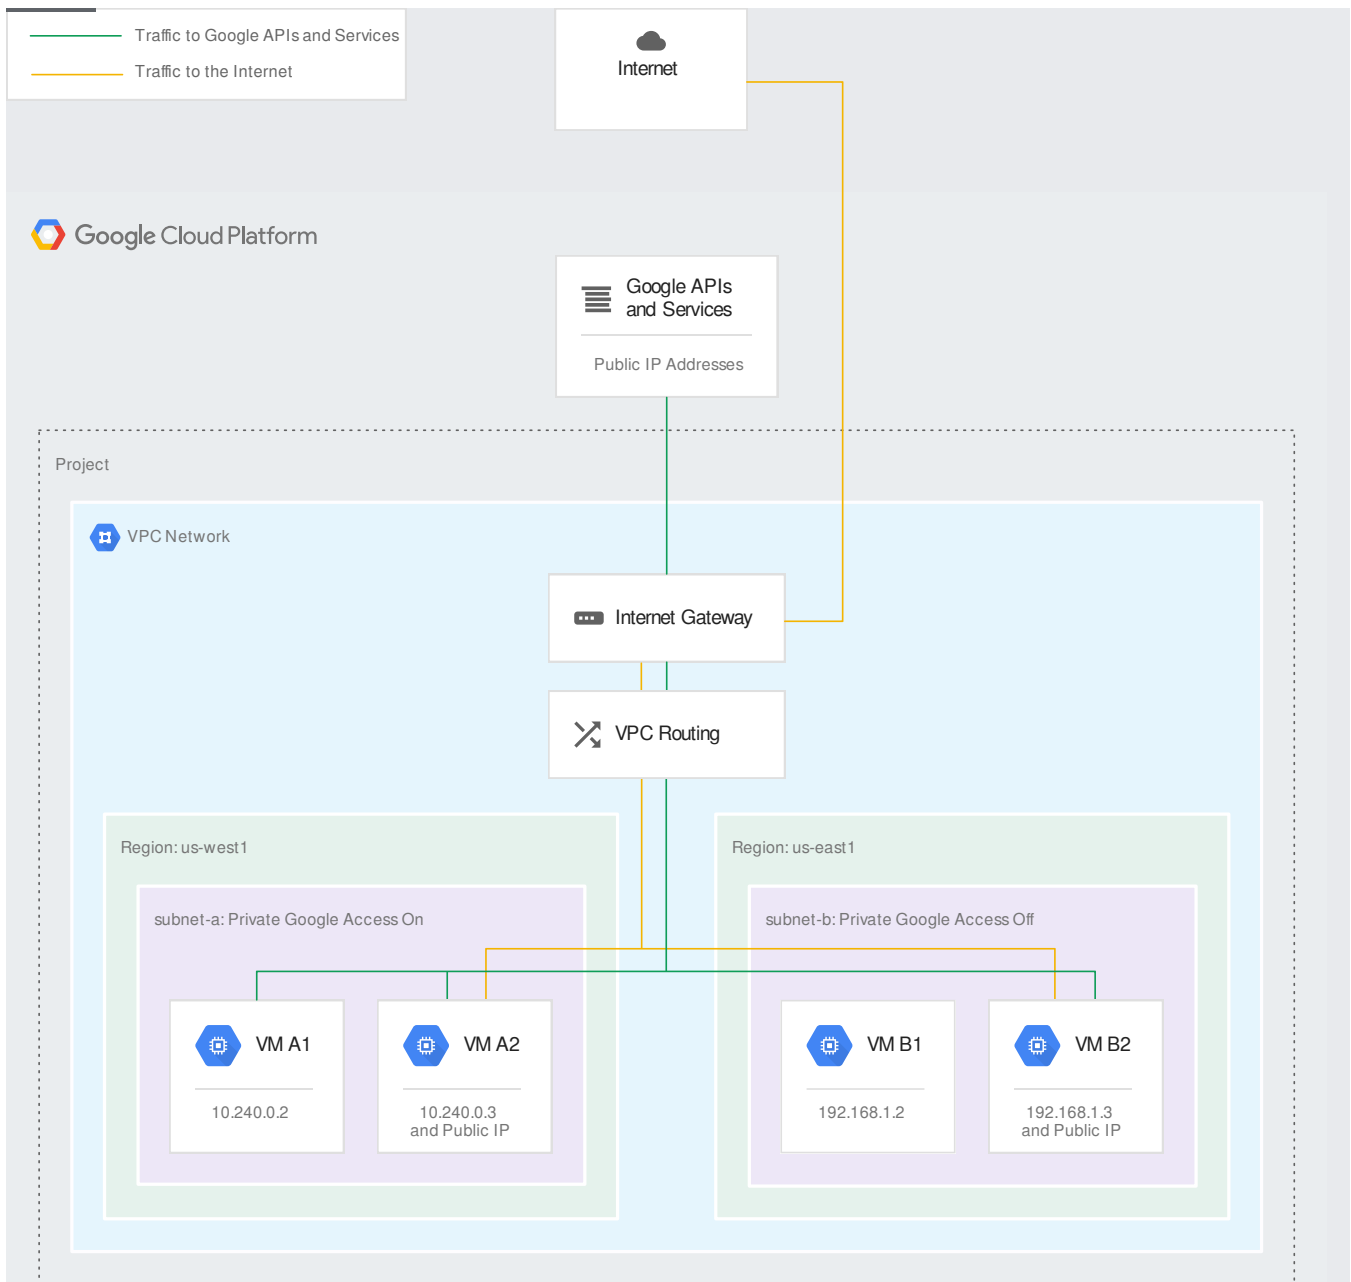 Traffic to Google APIs and Services
Traffic to the Internet
Internet
Google Cloud Platform
Google APIs
and Services
Public IP Addresses
Project
VPC Network
Internet Gateway
VPC Routing
Region: us-west1
subnet-a: Private Google Access On
VM A1
10.240.0.2
VM A2
10.240.0.3
and Public IP
Region: us-east1
subnet-b: Private Google Access Off
VM B1
192.168.1.2
VM B2
192.168.1.3
and Public IP